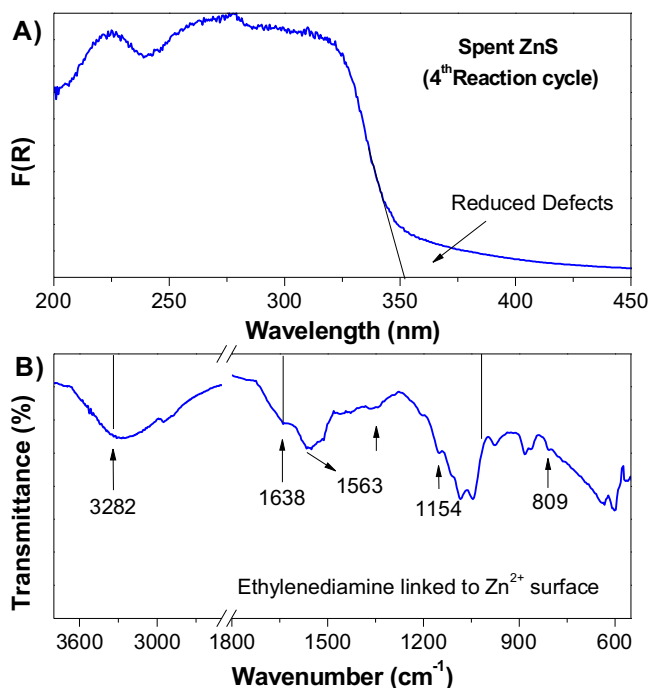 A)
Spent ZnS
(4thReaction cycle)
F(R)
Reduced Defects
200 250 300 350 400 450
Wavelength (nm)
B)
Transmittance (%)
3282
1638
1563
1154
809
Ethylenediamine linked to Zn2+ surface
3600 3000 1800 1500 1200 900 600
Wavenumber (cm-1)